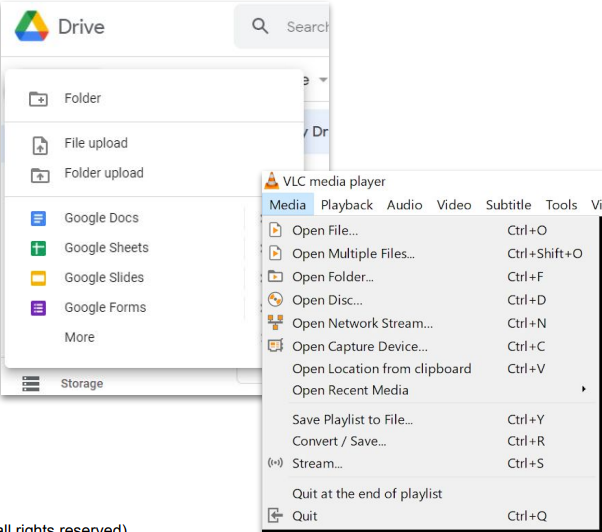 Drive
Search
Folder
File upload
Folder upload
Google Docs
Google Sheets
Google Slides
Google Forms
More
Storage
VLC media player
Media Playback Audio Video Subtitle Tools Vi
Open File... Ctrl+O
Open Multiple Files... Ctrl+Shift+O
Open Folder... Ctrl+F
Open Disc... Ctrl+D
Open Network Stream... Ctrl+N
Open Capture Device... Ctrl+C
Open Location from clipboard Ctrl+V
Open Recent Media
Save Playlist to File... Ctrl+Y
Convert / Save... Ctrl+R
Stream... Ctrl+S
Quit at the end of playlist
Quit Ctrl+Q
all rights reserved)